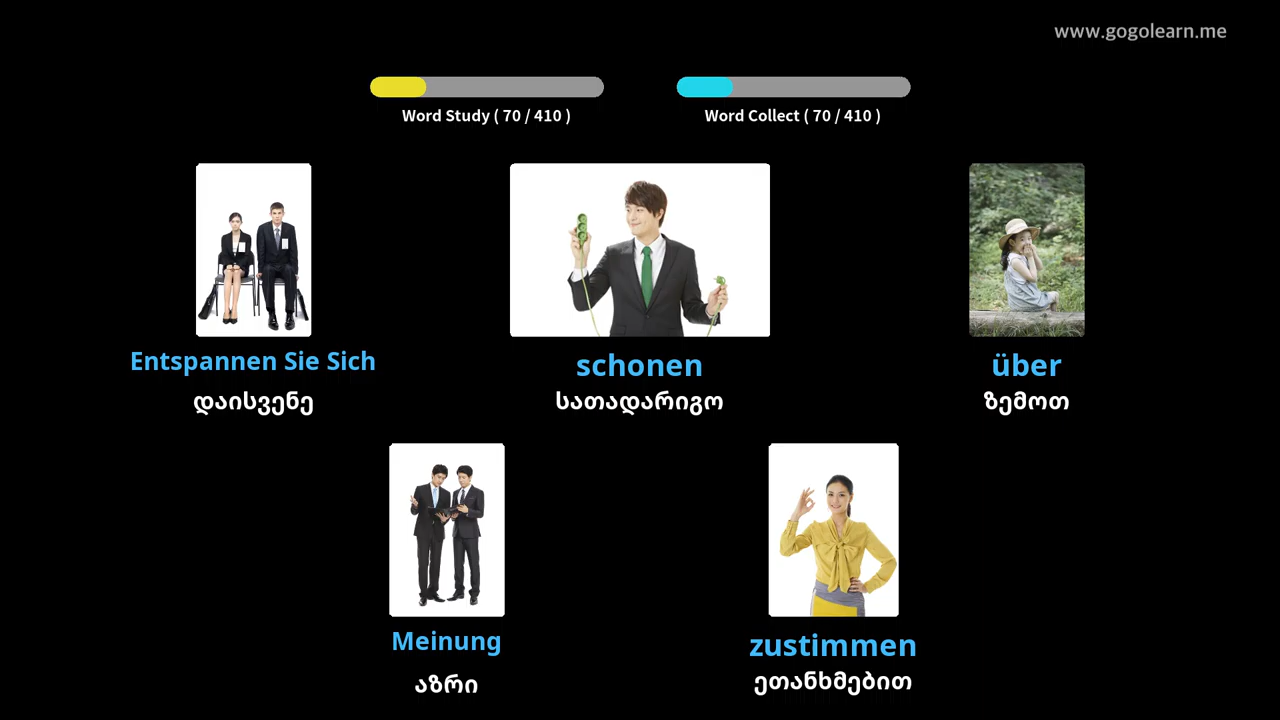 www.gogolearn.me
Word Study ( 70 / 410 )
Word Collect ( 70 / 410 )
Entspannen Sie Sich
დაისვენე
schonen
სათადარიგო
über
ზემოთ
Meinung
აზრი
zustimmen
ეთანხმებით